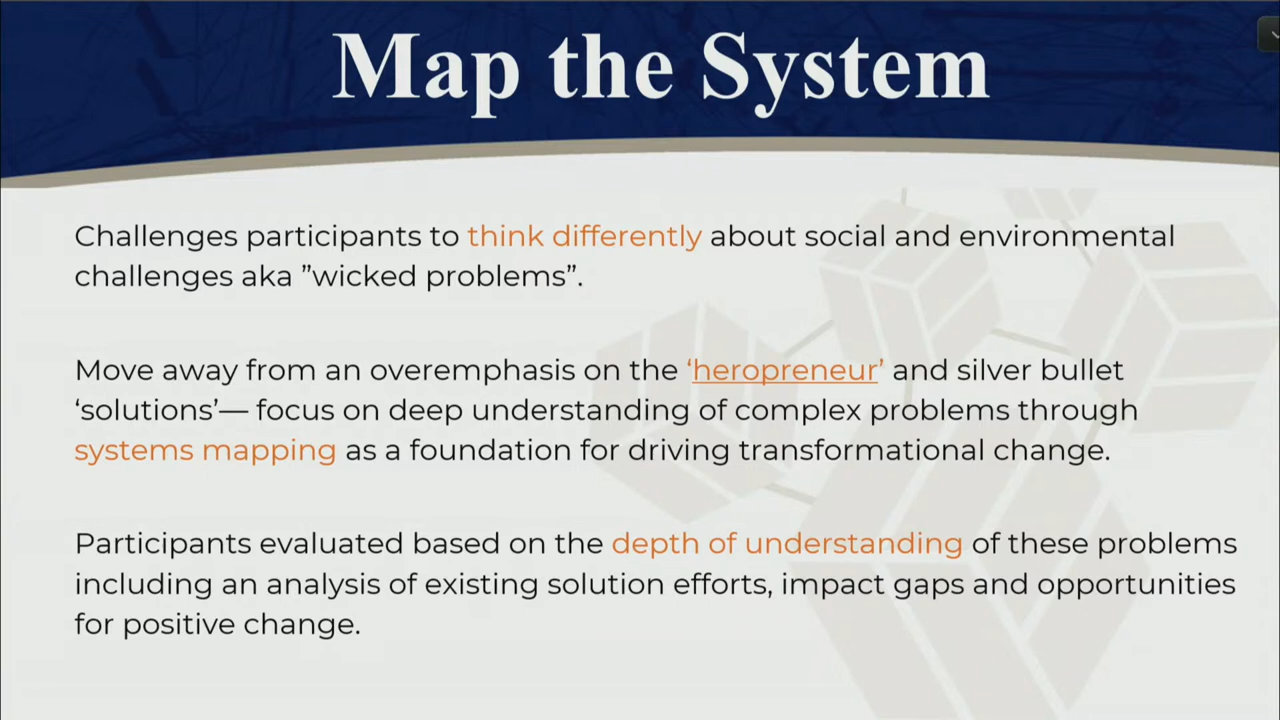 Map the System
Challenges participants to think differently about social and environmental
challenges aka ”wicked problems”.
Move away from an overemphasis on the ‘heropreneur’ and silver bullet
‘solutions’— focus on deep understanding of complex problems through
systems mapping as a foundation for driving transformational change.
Participants evaluated based on the depth of understanding of these problems
including an analysis of existing solution efforts, impact gaps and opportunities
for positive change.